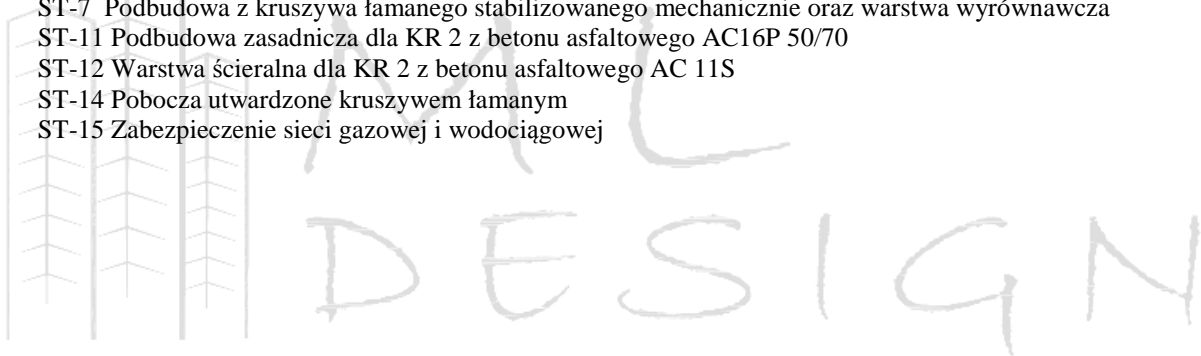 ST-7 Podbudowa z kruszywa łamanego stabilizowanego mechanicznie oraz warstwa wyrównawcza
ST-11 Podbudowa zasadnicza dla KR 2 z betonu asfaltowego AC16P 50/70
ST-12 Warstwa ścieralna dla KR 2 z betonu asfaltowego AC 11S
ST-14 Pobocza utwardzone kruszywem łamanym
ST-15 Zabezpieczenie sieci gazowej i wodociągowej
ML
DESIGN